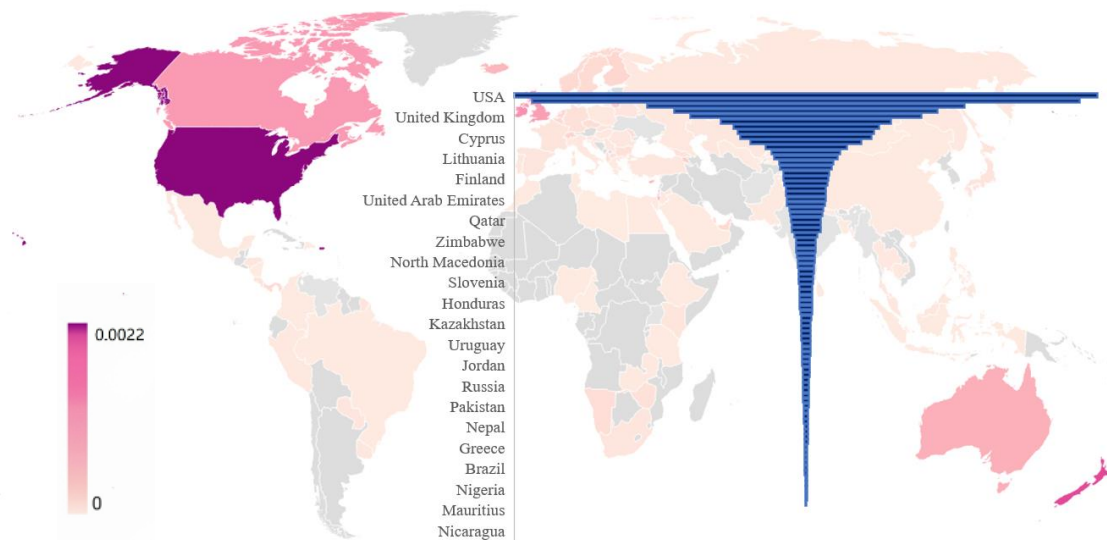 USA
United Kingdom
Cyprus
Lithuania
Finland
United Arab Emirates
Qatar
Zimbabwe
North Macedonia
Slovenia
Honduras
Kazakhstan
Uruguay
Jordan
Russia
Pakistan
Nepal
Greece
Brazil
Nigeria
Mauritius
Nicaragua
0.0022
0